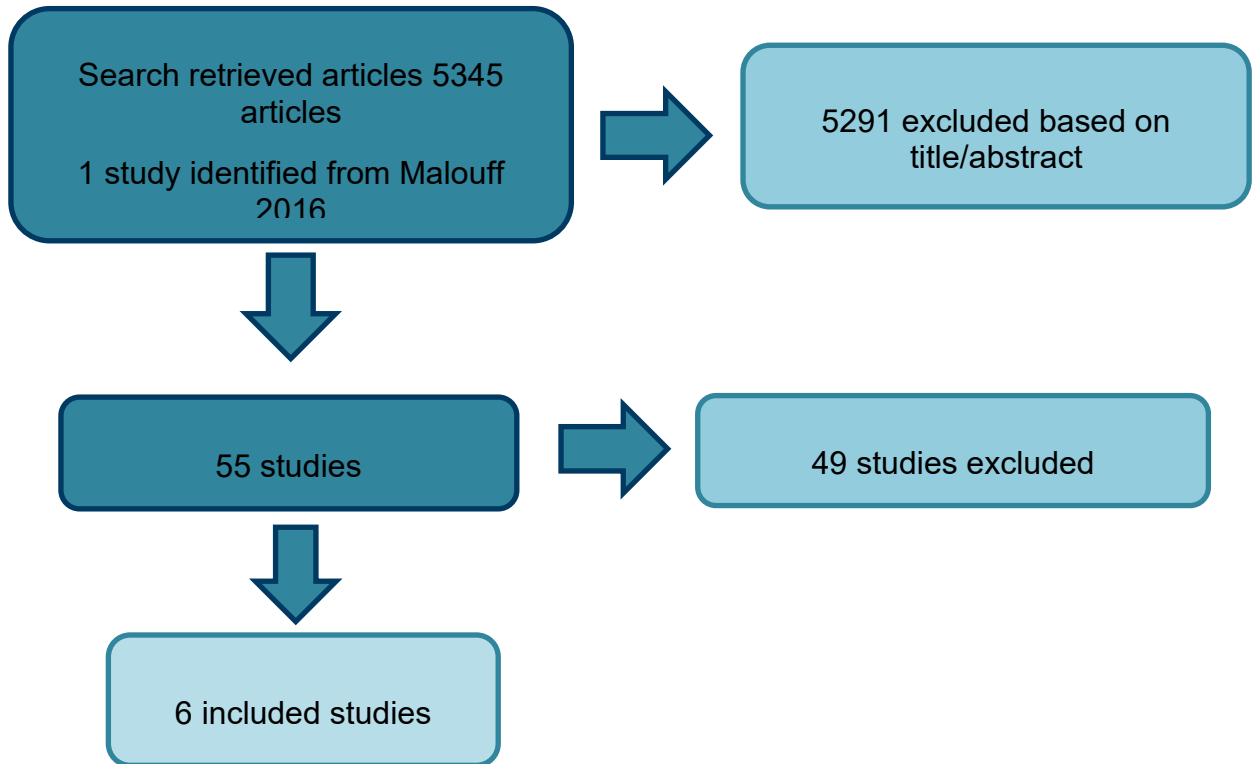 Search retrieved articles 5345
articles
1 study identified from Malouff
2016
5291 excluded based on
title/abstract
55 studies
49 studies excluded
6 included studies